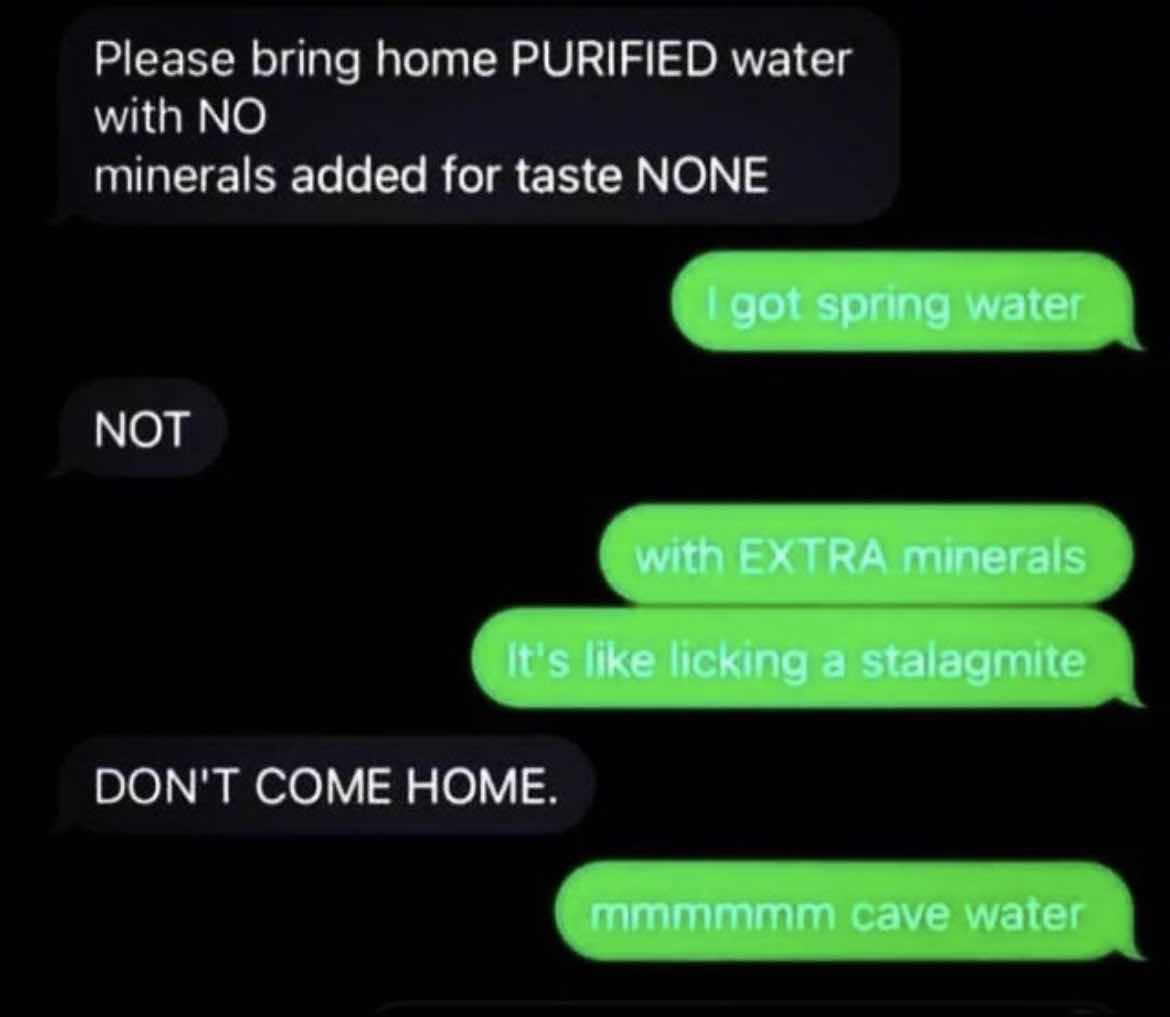 Please bring home PURIFIED water
with NO
minerals added for taste NONE
I got spring water
NOT
with EXTRA minerals
It's like licking a stalagmite
DON'T COME HOME.
mmmmmm cave water